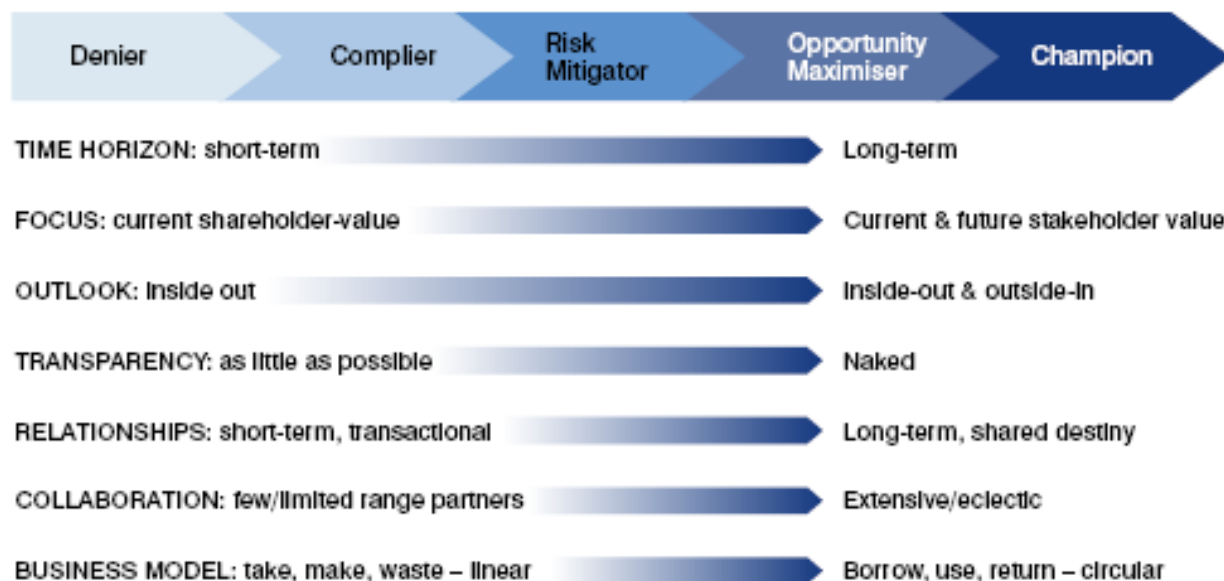 Denier
Complier
Risk
Mitigator
Opportunity
Maximiser
Champion
TIME HORIZON: short-term
Long-term
FOCUS: current shareholder-value
Current & future stakeholder value
OUTLOOK: inside out
Inside-out & outside-in
TRANSPARENCY: as little as possible
Naked
RELATIONSHIPS: short-term, transactional
Long-term, shared destiny
COLLABORATION: few/limited range partners
Extensive/eclectic
BUSINESS MODEL: take, make, waste – linear
Borrow, use, return – circular